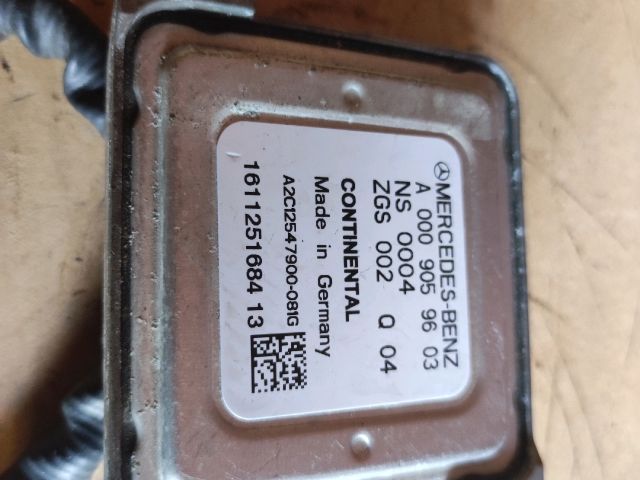 MERCEDES-BENZ
A 000 905 96 03
NS 0004
ZGS 002 Q 04
CONTINENTAL
Made in Germany
A2C12547900-081G
1611251684 13